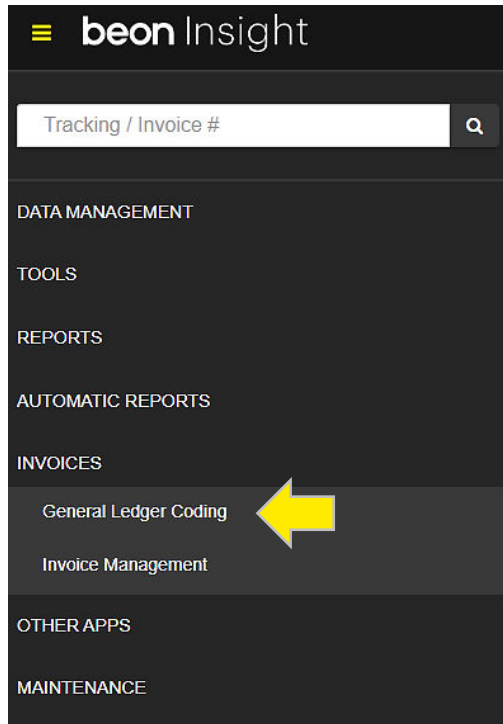 beon Insight
Tracking / Invoice #
DATA MANAGEMENT
TOOLS
REPORTS
AUTOMATIC REPORTS
INVOICES
General Ledger Coding
Invoice Management
OTHER APPS
MAINTENANCE